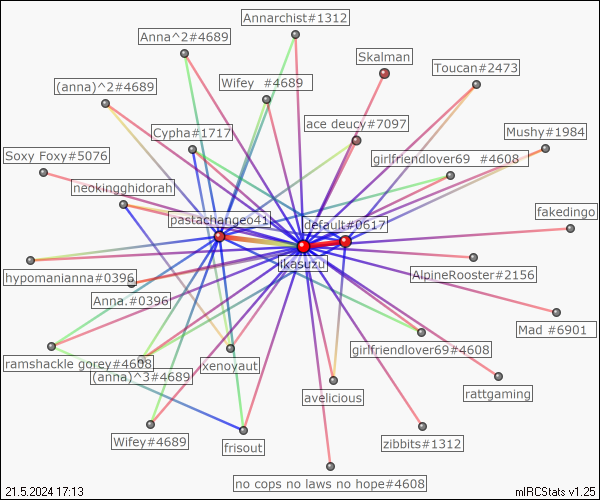 Annarchist#1312
Anna^2#4689
Skalman
Toucan#2473
(anna)^2#4689
Wifey #4689
ace deucy#7097
Cypha#1717
Mushy#1984
Soxy Foxy#5076
girlfriendlover69 #4608
neokingghidorah
pastachangeo41
default#0617
fakedingo
ikasuzu
hypomanianna#0396
AlpineRooster#2156
Anna.#0396
Mad #6901
girlfriendlover69#4608
ramshackle gorey#4608
xenoyaut
(anna)^3#4689
rattgaming
avelicious
Wifey#4689
frisout
zibbits#1312
no cops no laws no hope#4608
21.5.2024 17:13
mIRCStats v1.25